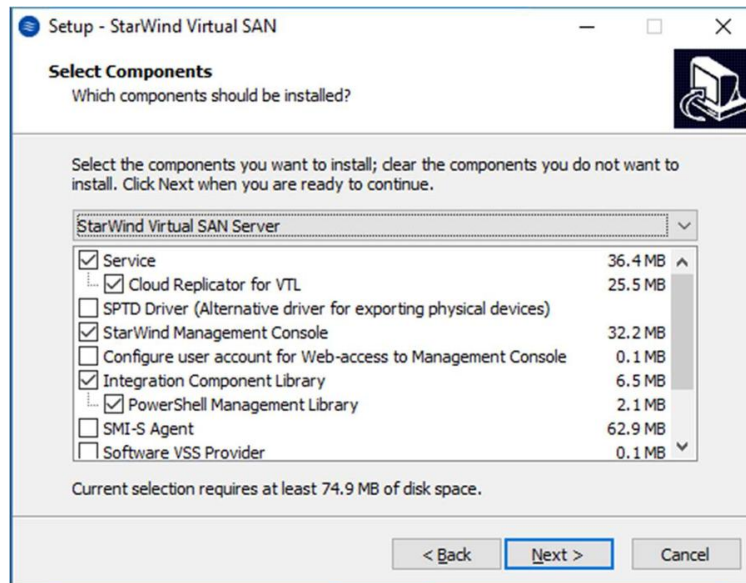 Setup - StarWind Virtual SAN
Select Components
Which components should be installed?
Select the components you want to install; clear the components you do not want to
install. Click Next when you are ready to continue.
StarWind Virtual SAN Server
Service 36.4 MB
Cloud Replicator for VTL 25.5 MB
SPTD Driver (Alternative driver for exporting physical devices)
StarWind Management Console 32.2 MB
Configure user account for Web-access to Management Console 0.1 MB
Integration Component Library 6.5 MB
PowerShell Management Library 2.1 MB
SMI-S Agent 62.9 MB
Software VSS Provider 0.1 MB
Current selection requires at least 74.9 MB of disk space.
< Back Next > Cancel